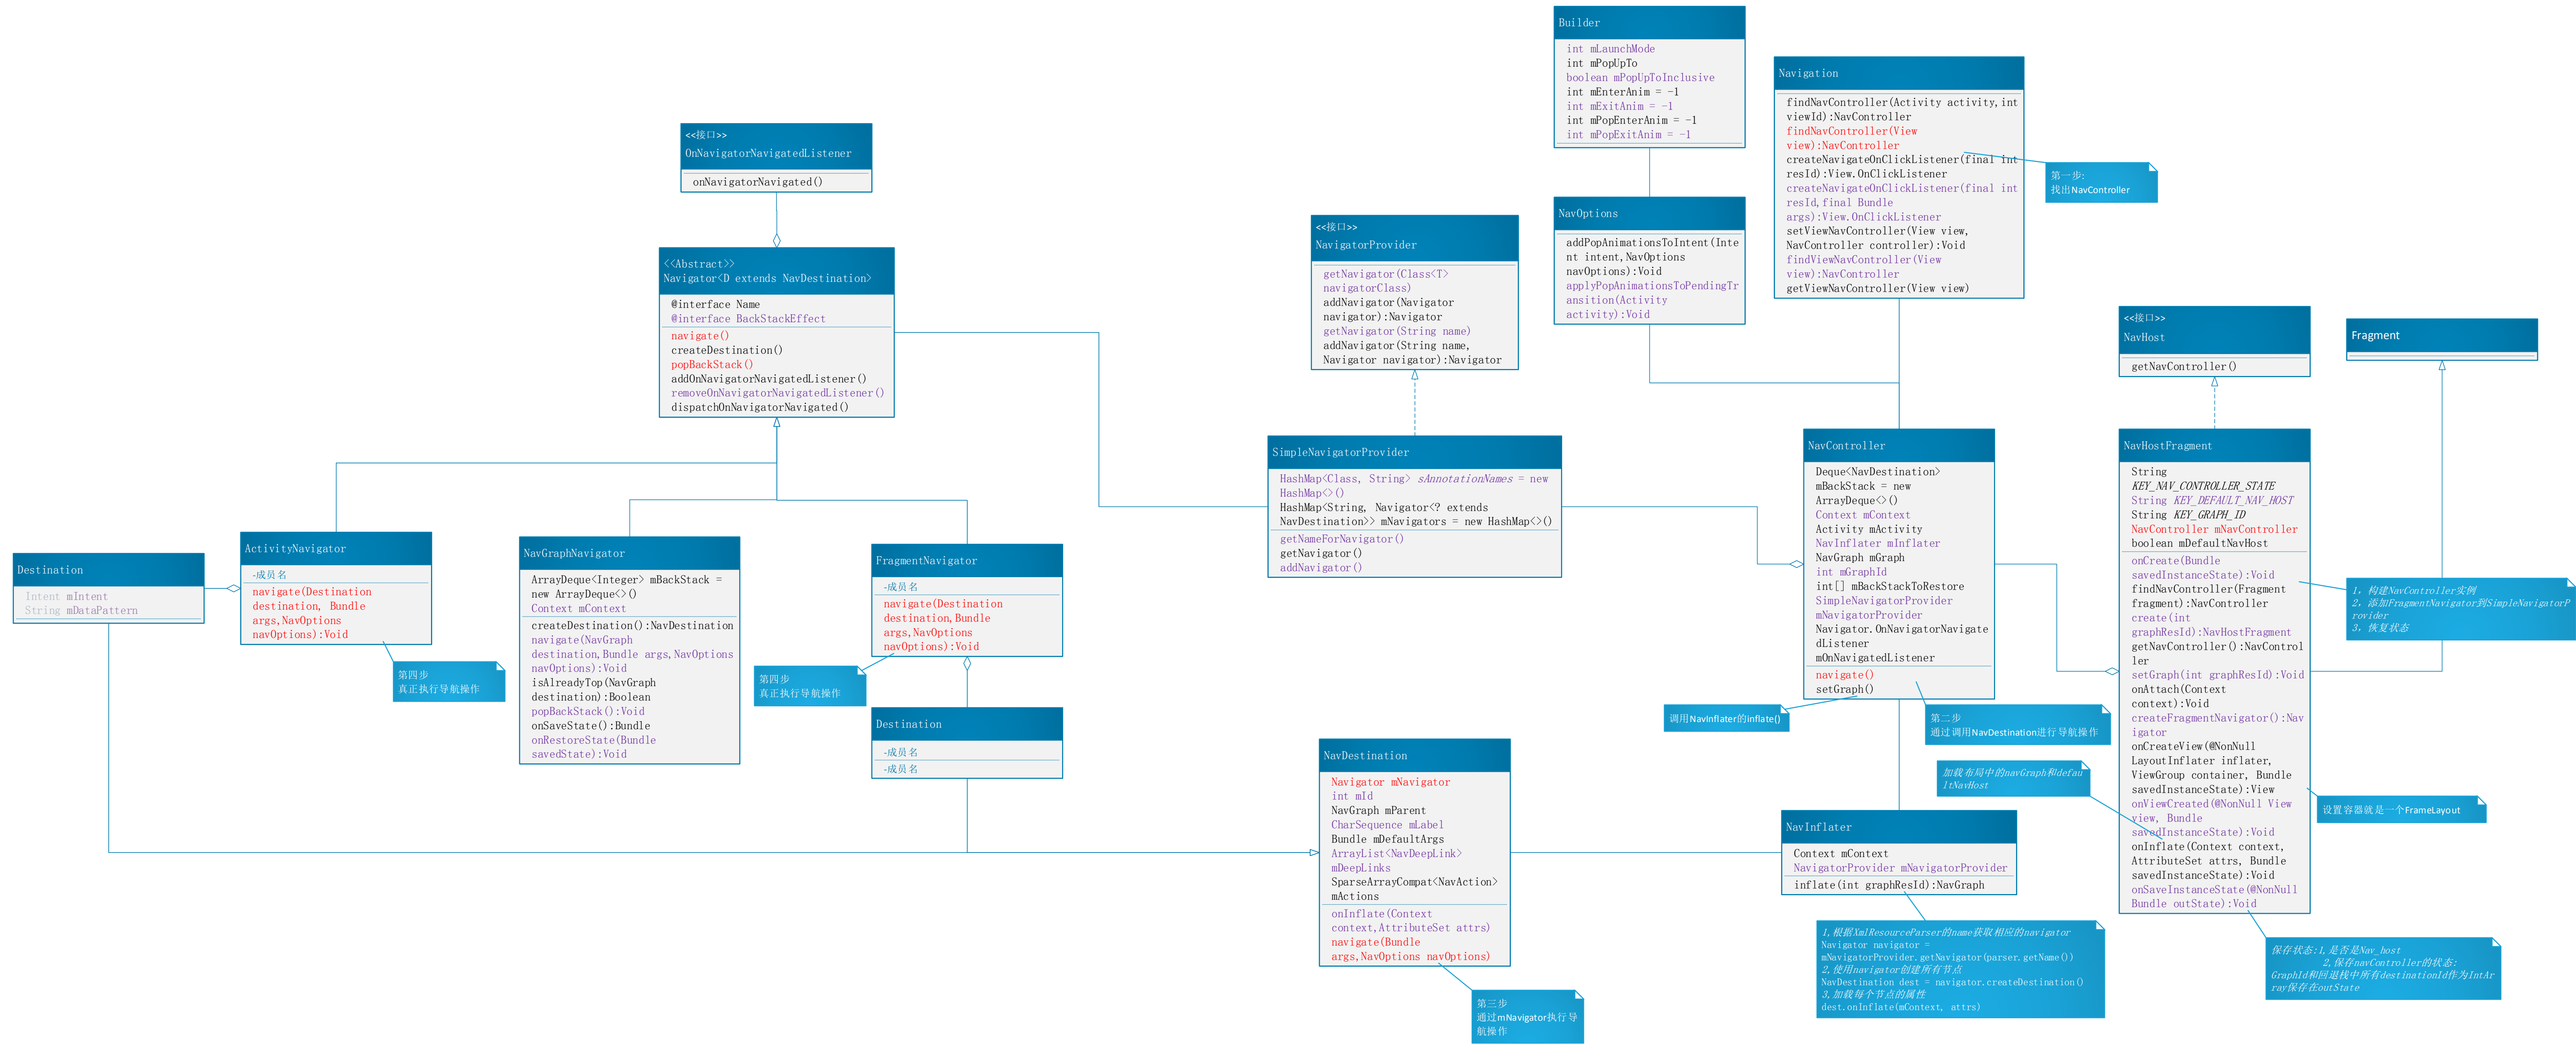 Builder
int mLaunchMode
int mPopUpTo
boolean mPopUpToInclusive
int mEnterAnim = -1
int mExitAnim = -1
int mPopEnterAnim = -1
int mPopExitAnim = -1
Navigation
findNavController(Activity activity,int
viewId):NavController
findNavController(View
view):NavController
createNavigateOnClickListener(final int
resId):View.OnClickListener
createNavigateOnClickListener(final int
resId,final Bundle
args):View.OnClickListener
setViewNavController(View view,
NavController controller):Void
findViewNavController(View
view):NavController
getViewNavController(View view)
第一步:
找出NavController
<<接口>>
OnNavigatorNavigatedListener
onNavigatorNavigated()
<<Abstract>>
Navigator<D extends NavDestination>
@interface Name
@interface BackStackEffect
navigate()
createDestination()
popBackStack()
addOnNavigatorNavigatedListener()
removeOnNavigatorNavigatedListener()
dispatchOnNavigatorNavigated()
<<接口>>
NavigatorProvider
getNavigator(Class<T>
navigatorClass)
addNavigator(Navigator
navigator):Navigator
getNavigator(String name)
addNavigator(String name,
Navigator navigator):Navigator
NavOptions
addPopAnimationsToIntent(Inte
nt intent,NavOptions
navOptions):Void
applyPopAnimationsToPendingTr
ansition(Activity
activity):Void
<<接口>>
NavHost
getNavController()
Fragment
SimpleNavigatorProvider
HashMap<Class, String> sAnnotationNames = new
HashMap<>()
HashMap<String, Navigator<? extends
NavDestination>> mNavigators = new HashMap<>()
getNameForNavigator()
getNavigator()
addNavigator()
NavController
Deque<NavDestination>
mBackStack = new
ArrayDeque<>()
Context mContext
Activity mActivity
NavInflater mInflater
NavGraph mGraph
int mGraphId
int[] mBackStackToRestore
SimpleNavigatorProvider
mNavigatorProvider
Navigator.OnNavigatorNavigate
dListener
mOnNavigatedListener
navigate()
setGraph()
调用NavInflater的inflate()
第二步
通过调用NavDestination进行导航操作
NavHostFragment
String
KEY_NAV_CONTROLLER_STATE
String KEY_DEFAULT_NAV_HOST
String KEY_GRAPH_ID
NavController mNavController
boolean mDefaultNavHost
onCreate(Bundle
savedInstanceState):Void
findNavController(Fragment
fragment):NavController
create(int
graphResId):NavHostFragment
getNavController():NavControl
ler
setGraph(int graphResId):Void
onAttach(Context
context):Void
createFragmentNavigator():Nav
igator
onCreateView(@NonNull
LayoutInflater inflater,
ViewGroup container, Bundle
savedInstanceState):View
onViewCreated(@NonNull View
view, Bundle
savedInstanceState):Void
onInflate(Context context,
AttributeSet attrs, Bundle
savedInstanceState):Void
onSaveInstanceState(@NonNull
Bundle outState):Void
1, 构建NavController实例
2, 添加FragmentNavigator到SimpleNavigatorP
rovider
3, 恢复状态
加载布局中的navGraph和defau
ltNavHost
设置容器就是一个FrameLayout
保存状态:1,是否是Nav_host
2,保存navController的状态:
GraphId和回退栈中所有destinationId作为IntAr
ray保存在outState
Destination
Intent mIntent
String mDataPattern
ActivityNavigator
-成员名
navigate(Destination
destination, Bundle
args,NavOptions
navOptions):Void
第四步
真正执行导航操作
NavGraphNavigator
ArrayDeque<Integer> mBackStack =
new ArrayDeque<>()
Context mContext
createDestination():NavDestination
navigate(NavGraph
destination,Bundle args,NavOptions
navOptions):Void
isAlreadyTop(NavGraph
destination):Boolean
popBackStack():Void
onSaveState():Bundle
onRestoreState(Bundle
savedState):Void
FragmentNavigator
-成员名
navigate(Destination
destination,Bundle
args,NavOptions
navOptions):Void
第四步
真正执行导航操作
Destination
-成员名
-成员名
NavDestination
Navigator mNavigator
int mId
NavGraph mParent
CharSequence mLabel
Bundle mDefaultArgs
ArrayList<NavDeepLink>
mDeepLinks
SparseArrayCompat<NavAction>
mActions
onInflate(Context
context,AttributeSet attrs)
navigate(Bundle
args,NavOptions navOptions)
第三步
通过mNavigator执行导
航操作
NavInflater
Context mContext
NavigatorProvider mNavigatorProvider
inflate(int graphResId):NavGraph
1,根据XmlResourceParser的name获取相应的navigator
Navigator navigator =
mNavigatorProvider.getNavigator(parser.getName())
2,使用navigator创建所有节点
NavDestination dest = navigator.createDestination()
3,加载每个节点的属性
dest.onInflate(mContext, attrs)